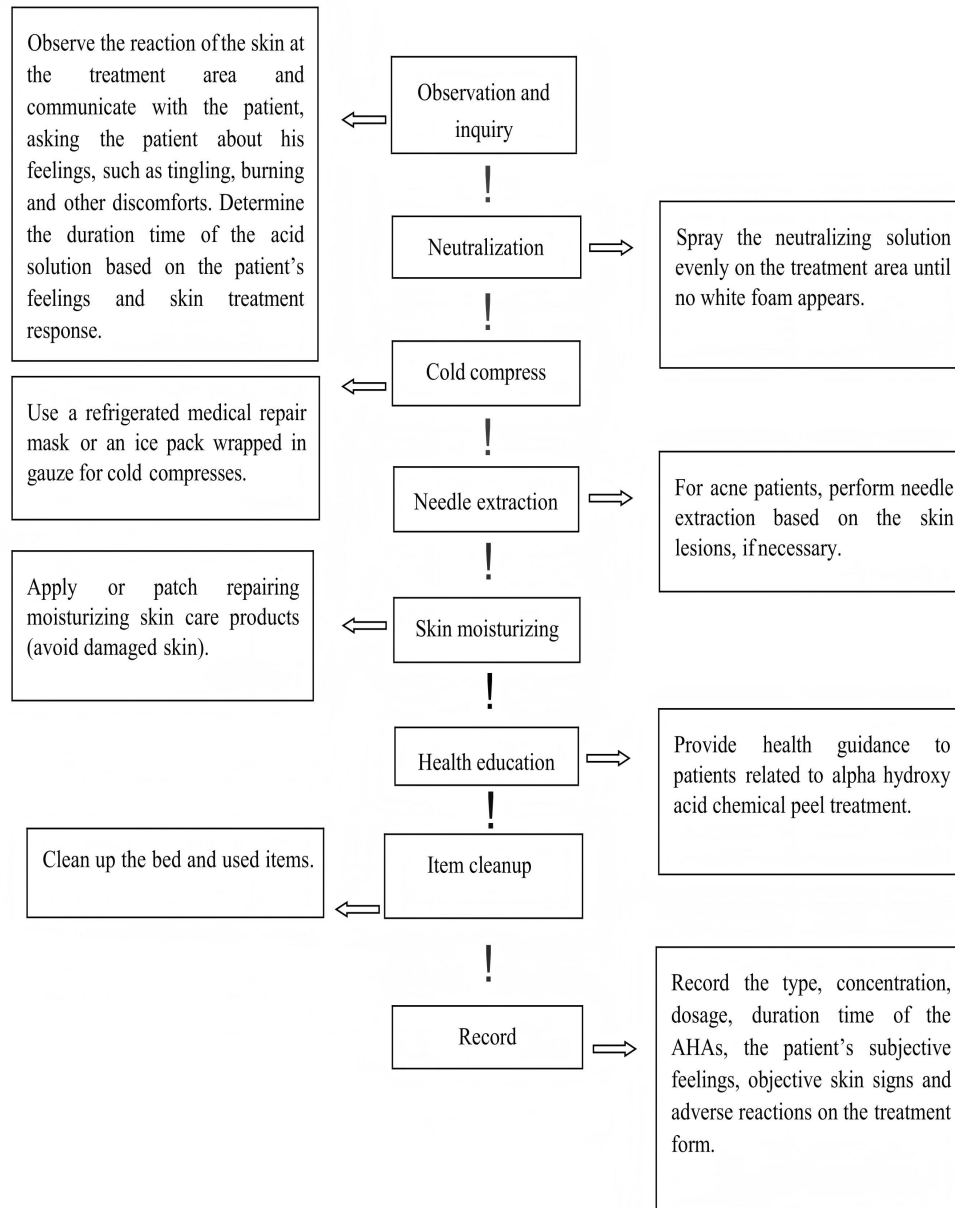 Observe the reaction of the skin at
the treatment area and
communicate with the patient,
asking the patient about his
feelings, such as tingling, burning
and other discomforts. Determine
the duration time of the acid
solution based on the patient's
feelings and skin treatment
response.
Observation and
inquiry
!
Neutralization
Spray the neutralizing solution
evenly on the treatment area until
no white foam appears.
!
Cold compress
Use a refrigerated medical repair
mask or an ice pack wrapped in
gauze for cold compresses.
!
Needle extraction
For acne patients, perform needle
extraction based on the skin
lesions, if necessary.
!
Apply or patch repairing
moisturizing skin care products
(avoid damaged skin).
Skin moisturizing
!
Health education
Provide health guidance to
patients related to alpha hydroxy
acid chemical peel treatment.
!
Clean up the bed and used items.
Item cleanup
!
Record
Record the type, concentration,
dosage, duration time of the
AHAs, the patient's subjective
feelings, objective skin signs and
adverse reactions on the treatment
form.